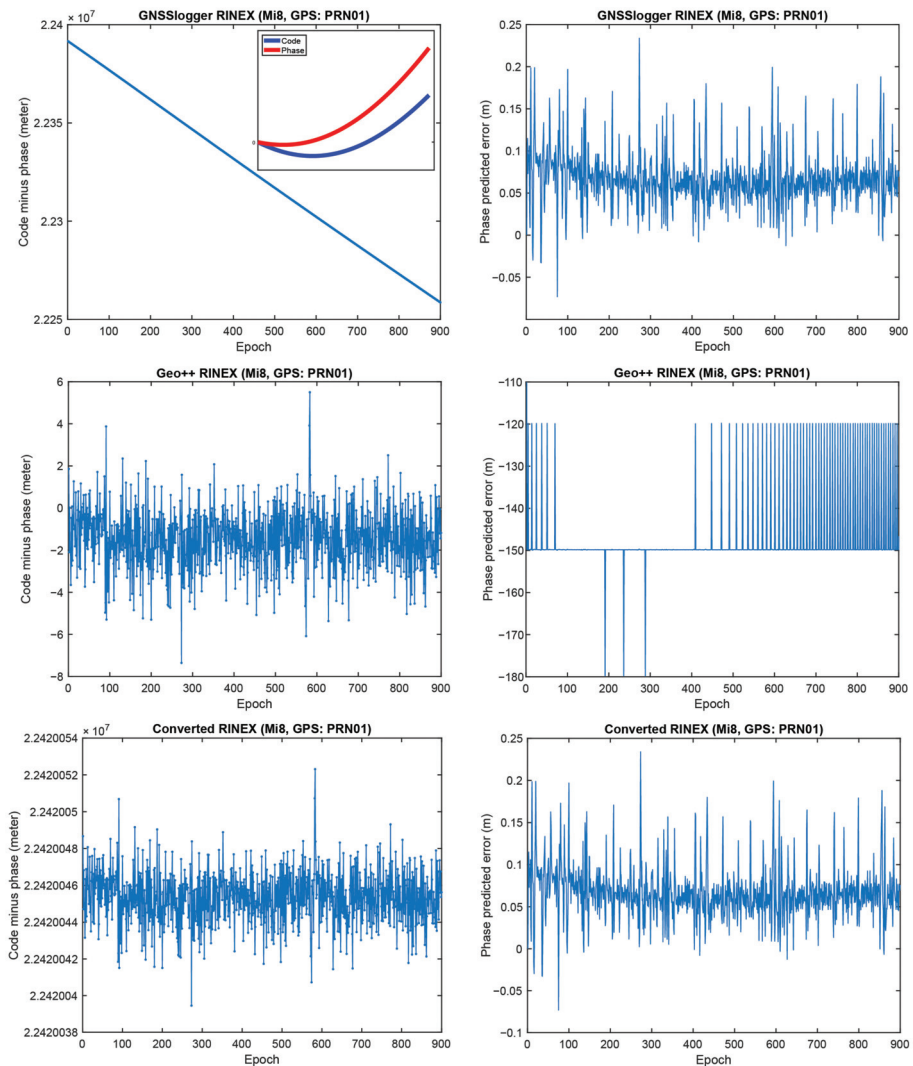 GNSSlogger RINEX (Mi8, GPS: PRN01)
2.24 × 10⁷
2.235
2.23
2.225
Code minus phase (meter)
Code
Phase
0
0 100 200 300 400 500 600 700 800 900
Epoch
GNSSlogger RINEX (Mi8, GPS: PRN01)
0.25
0.2
0.15
0.1
0.05
0
−0.05
Phase predicted error (m)
0 100 200 300 400 500 600 700 800 900
Epoch
Geo++ RINEX (Mi8, GPS: PRN01)
6
4
2
0
−2
−4
−6
−8
Code minus phase (meter)
0 100 200 300 400 500 600 700 800 900
Epoch
Geo++ RINEX (Mi8, GPS: PRN01)
−110
−120
−130
−140
−150
−160
−170
−180
Phase predicted error (m)
0 100 200 300 400 500 600 700 800 900
Epoch
Converted RINEX (Mi8, GPS: PRN01)
× 10⁷
2.2420054
2.2420052
2.242005
2.2420048
2.2420046
2.2420044
2.2420042
2.242004
2.2420038
Code minus phase (meter)
0 100 200 300 400 500 600 700 800 900
Epoch
Converted RINEX (Mi8, GPS: PRN01)
0.25
0.2
0.15
0.1
0.05
0
−0.05
−0.1
Phase predicted error (m)
0 100 200 300 400 500 600 700 800 900
Epoch